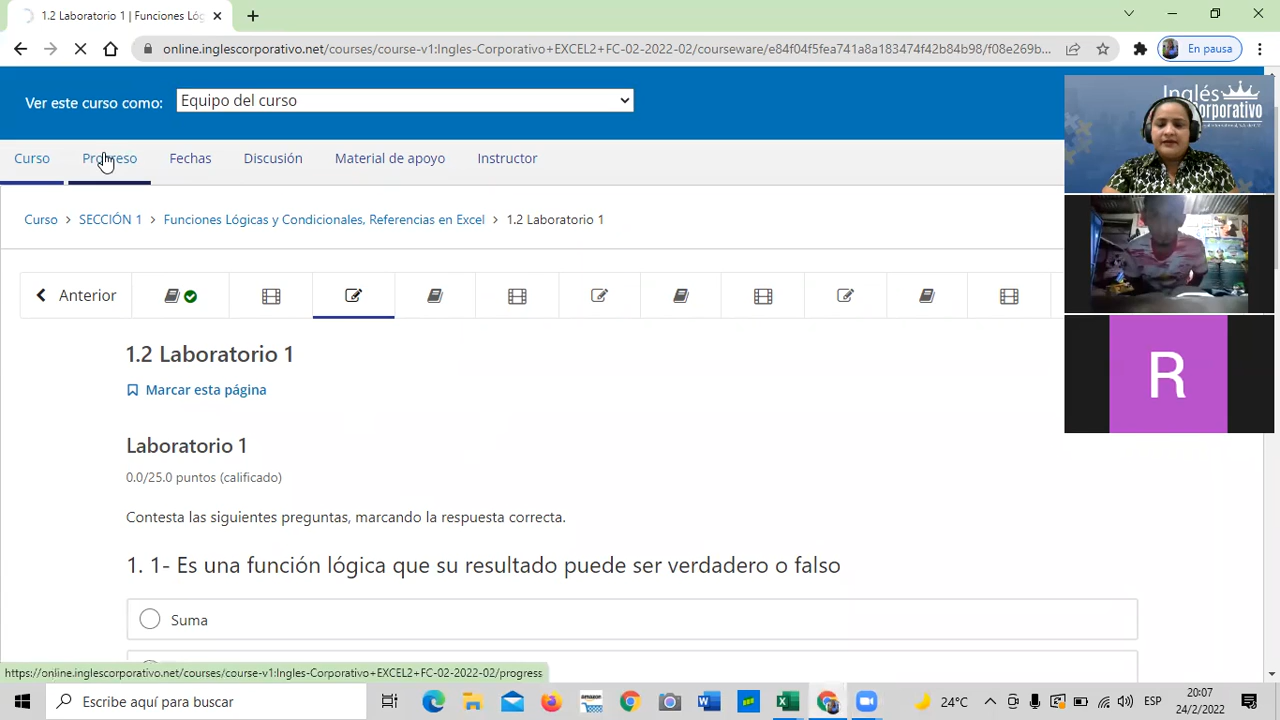 1.2 Laboratorio 1 | Funciones Lóg
online.inglescorporativo.net/courses/course-v1:Ingles-Corporativo+EXCEL2+FC-02-2022-02/courseware/e84f04f5fea741a8a183474f42b84b98/f08e269b...
En pausa
Ver este curso como:
Equipo del curso
Inglés
Corporativo
Curso
Progreso
Fechas
Discusión
Material de apoyo
Instructor
Curso > SECCIÓN 1 > Funciones Lógicas y Condicionales, Referencias en Excel > 1.2 Laboratorio 1
Anterior
R
1.2 Laboratorio 1
Marcar esta página
Laboratorio 1
0.0/25.0 puntos (calificado)
Contesta las siguientes preguntas, marcando la respuesta correcta.
1. 1- Es una función lógica que su resultado puede ser verdadero o falso
Suma
https://online.inglescorporativo.net/courses/course-v1:Ingles-Corporativo+EXCEL2+FC-02-2022-02/progress
Escribe aquí para buscar
amazon
24°C
ESP
20:07
24/2/2022